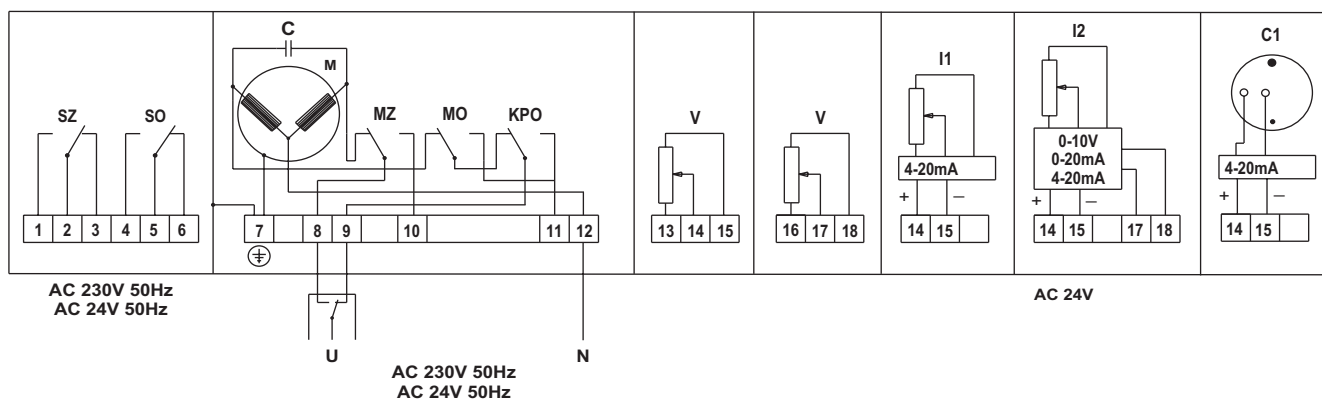 C
M
SZ
SO
MZ
MO
KPO
V
V
I1
I2
C1
0-10V
0-20mA
4-20mA
4-20mA
4-20mA
+ –
+ –
+ –
1 2 3 4 5 6
7 8 9 10 11 12
13 14 15
16 17 18
14 15
14 15 17 18
14 15
AC 230V 50Hz
AC 24V 50Hz
AC 24V
U
N
AC 230V 50Hz
AC 24V 50Hz